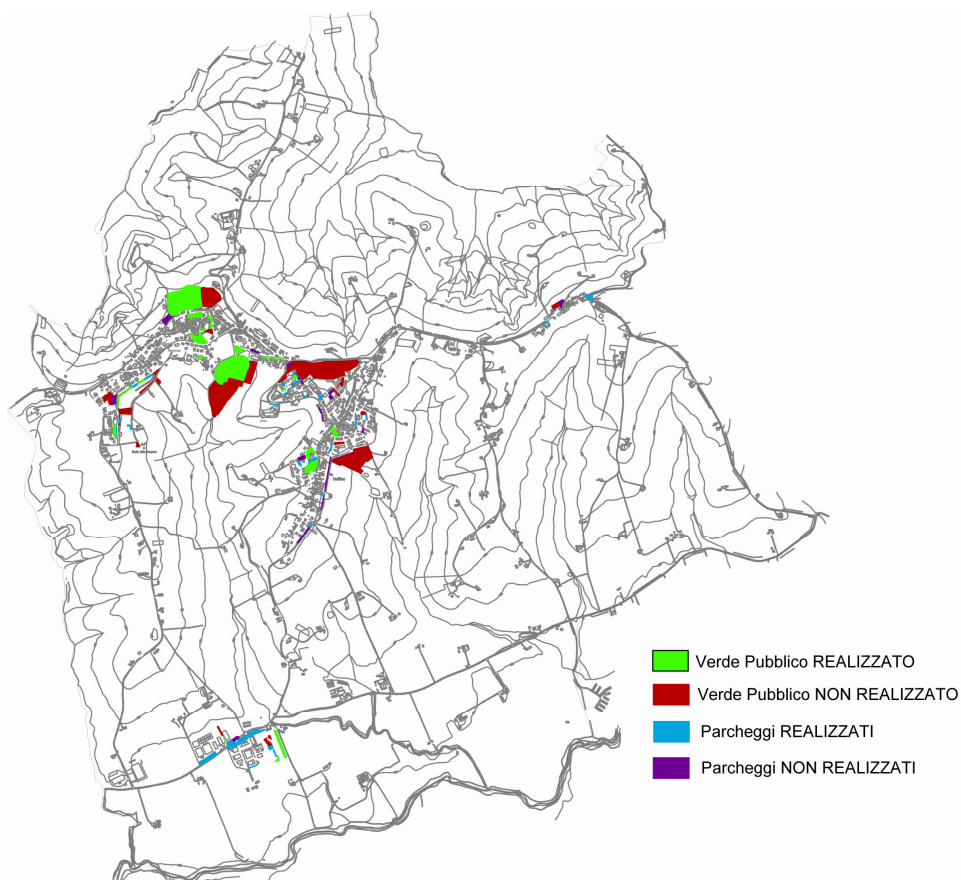 Verde Pubblico REALIZZATO
Verde Pubblico NON REALIZZATO
Parcheggi REALIZZATI
Parcheggi NON REALIZZATI